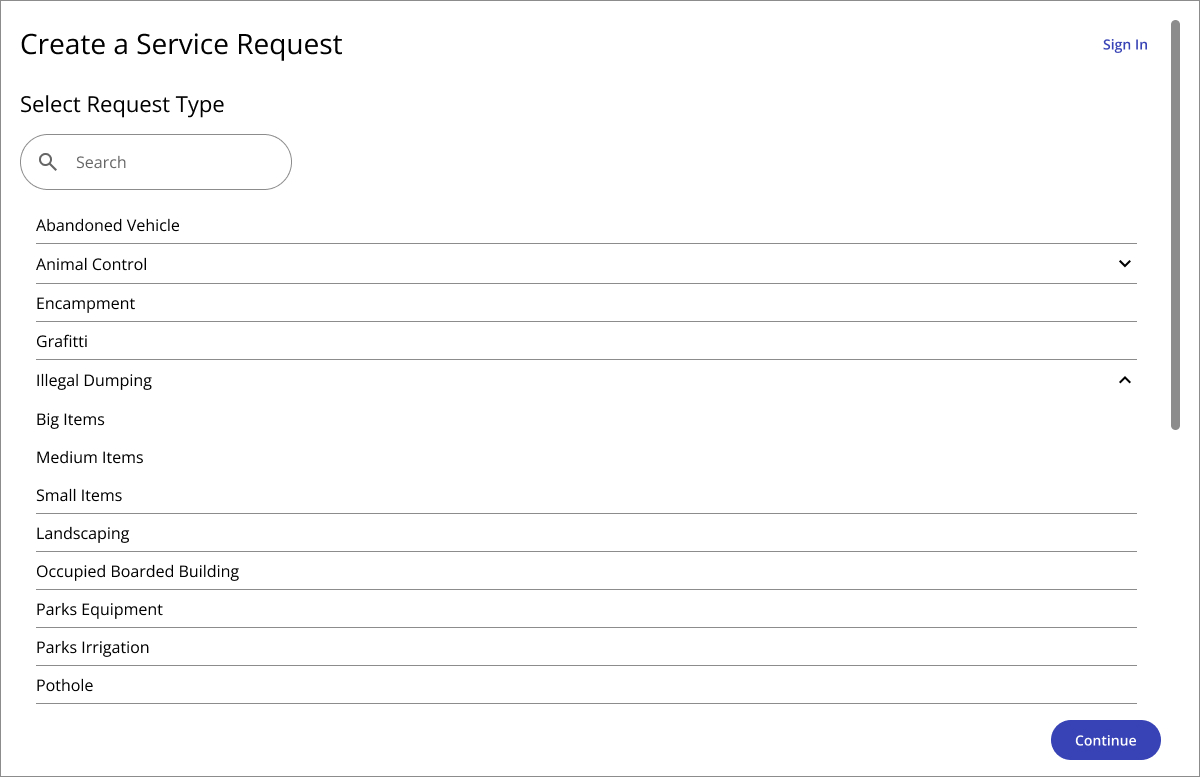 Create a Service Request
Sign In
Select Request Type
Search
Abandoned Vehicle
Animal Control
Encampment
Grafitti
Illegal Dumping
Big Items
Medium Items
Small Items
Landscaping
Occupied Boarded Building
Parks Equipment
Parks Irrigation
Pothole
Continue